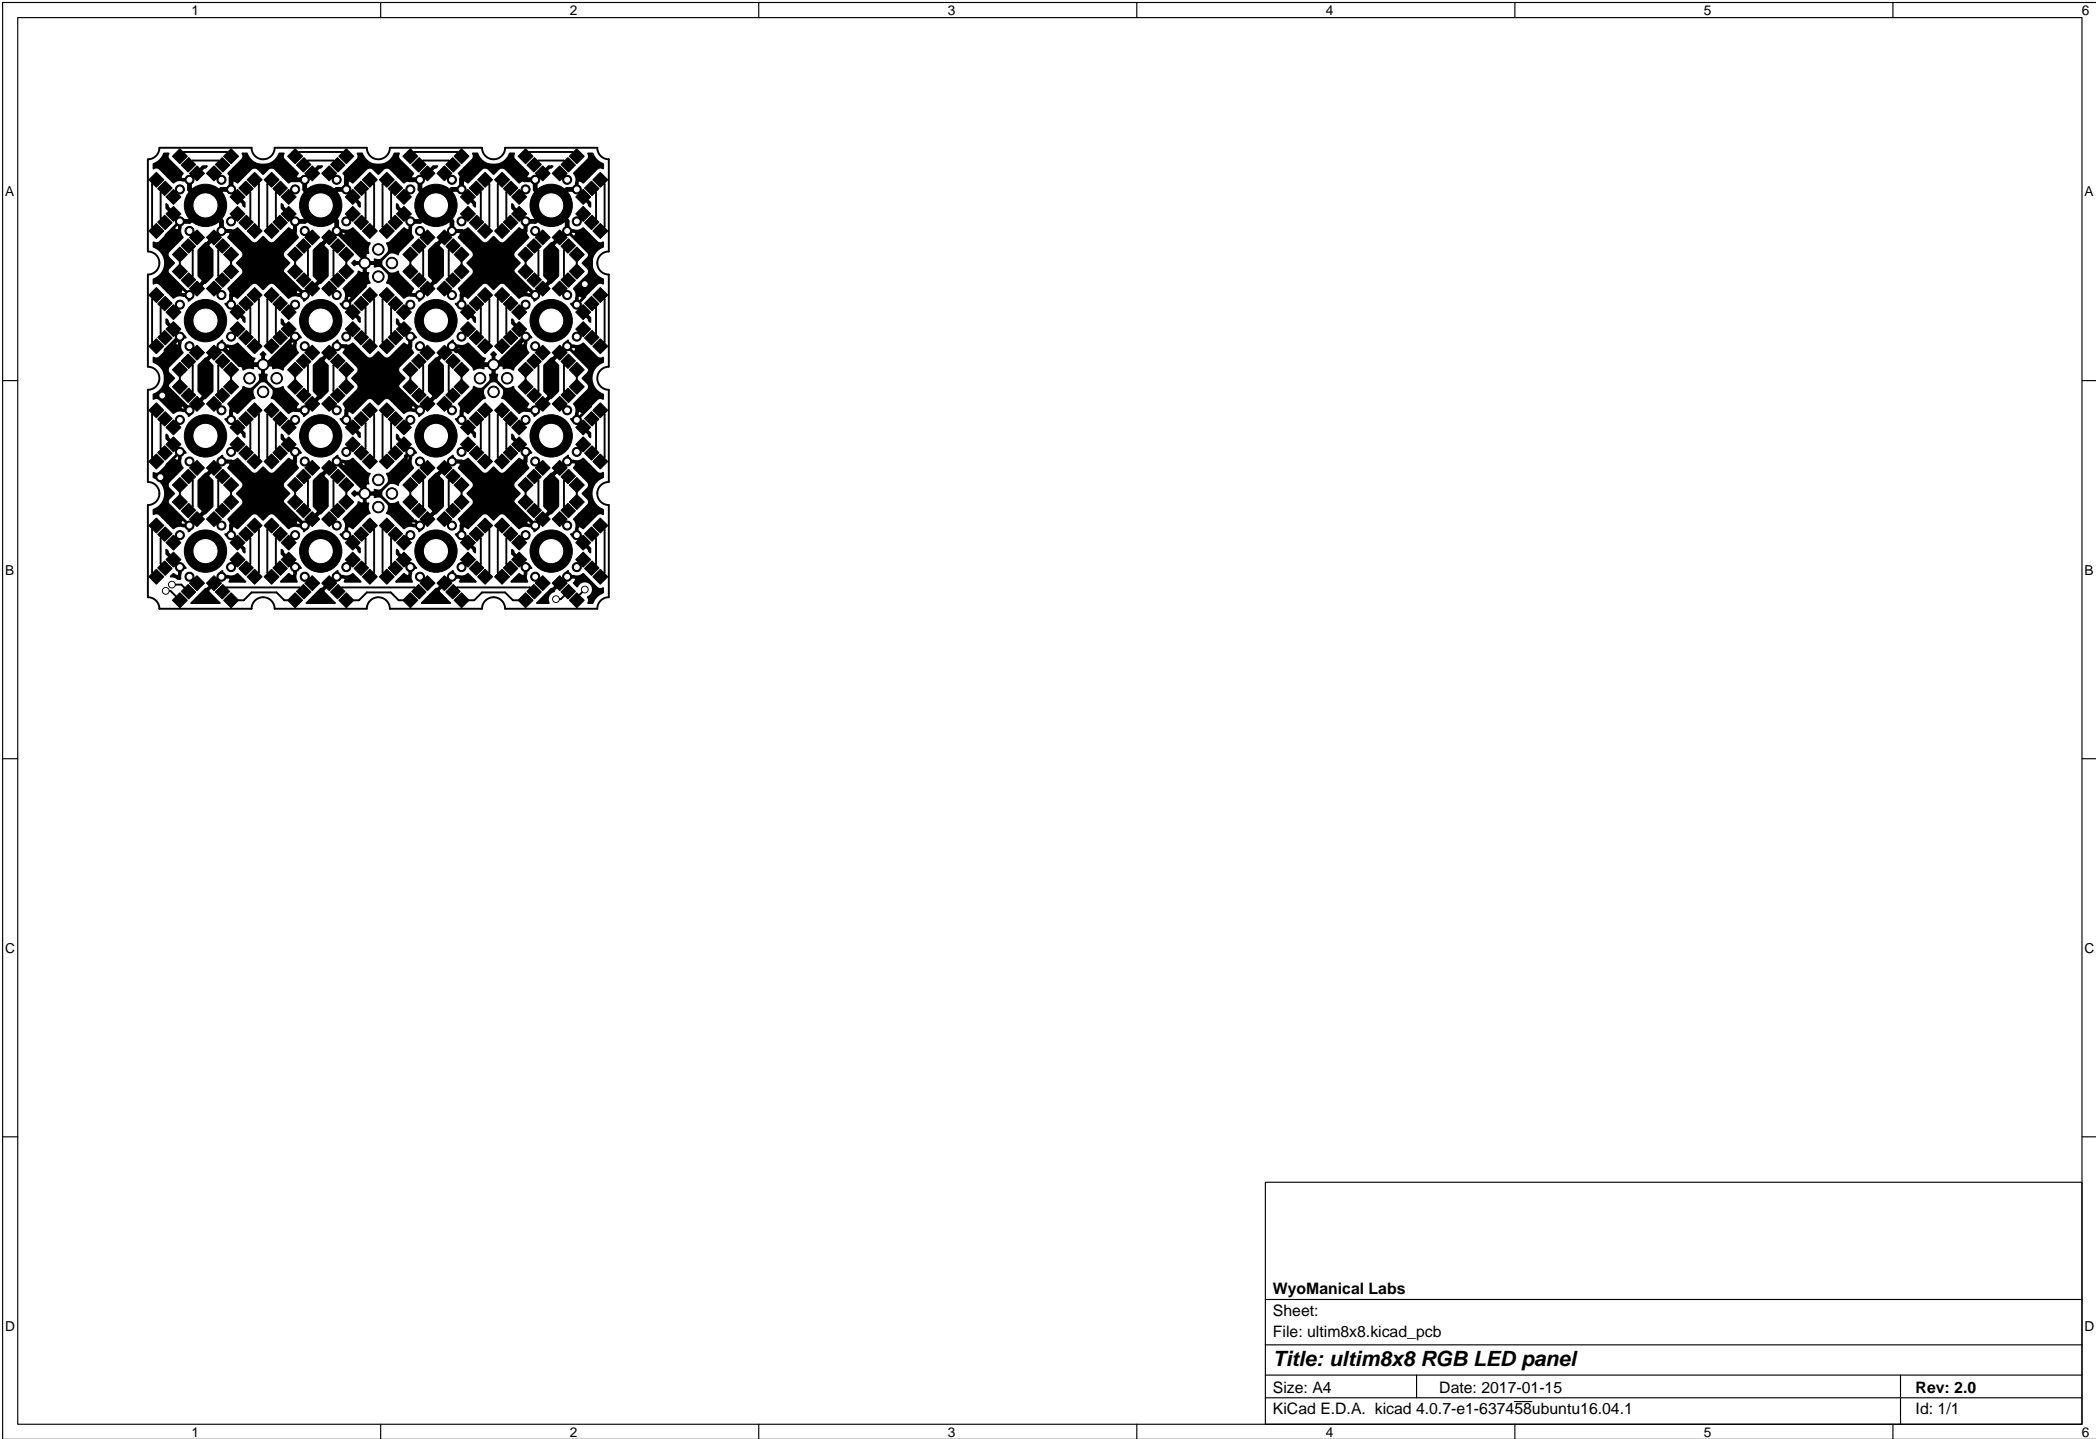 1 2 3 4 5 6
A A
B B
C C
D D
WyoManical Labs
Sheet:
File: ultim8x8.kicad_pcb
Title: ultim8x8 RGB LED panel
Size: A4 Date: 2017-01-15 Rev: 2.0
KiCad E.D.A. kicad 4.0.7-e1-637458ubuntu16.04.1 Id: 1/1
1 2 3 4 5 6